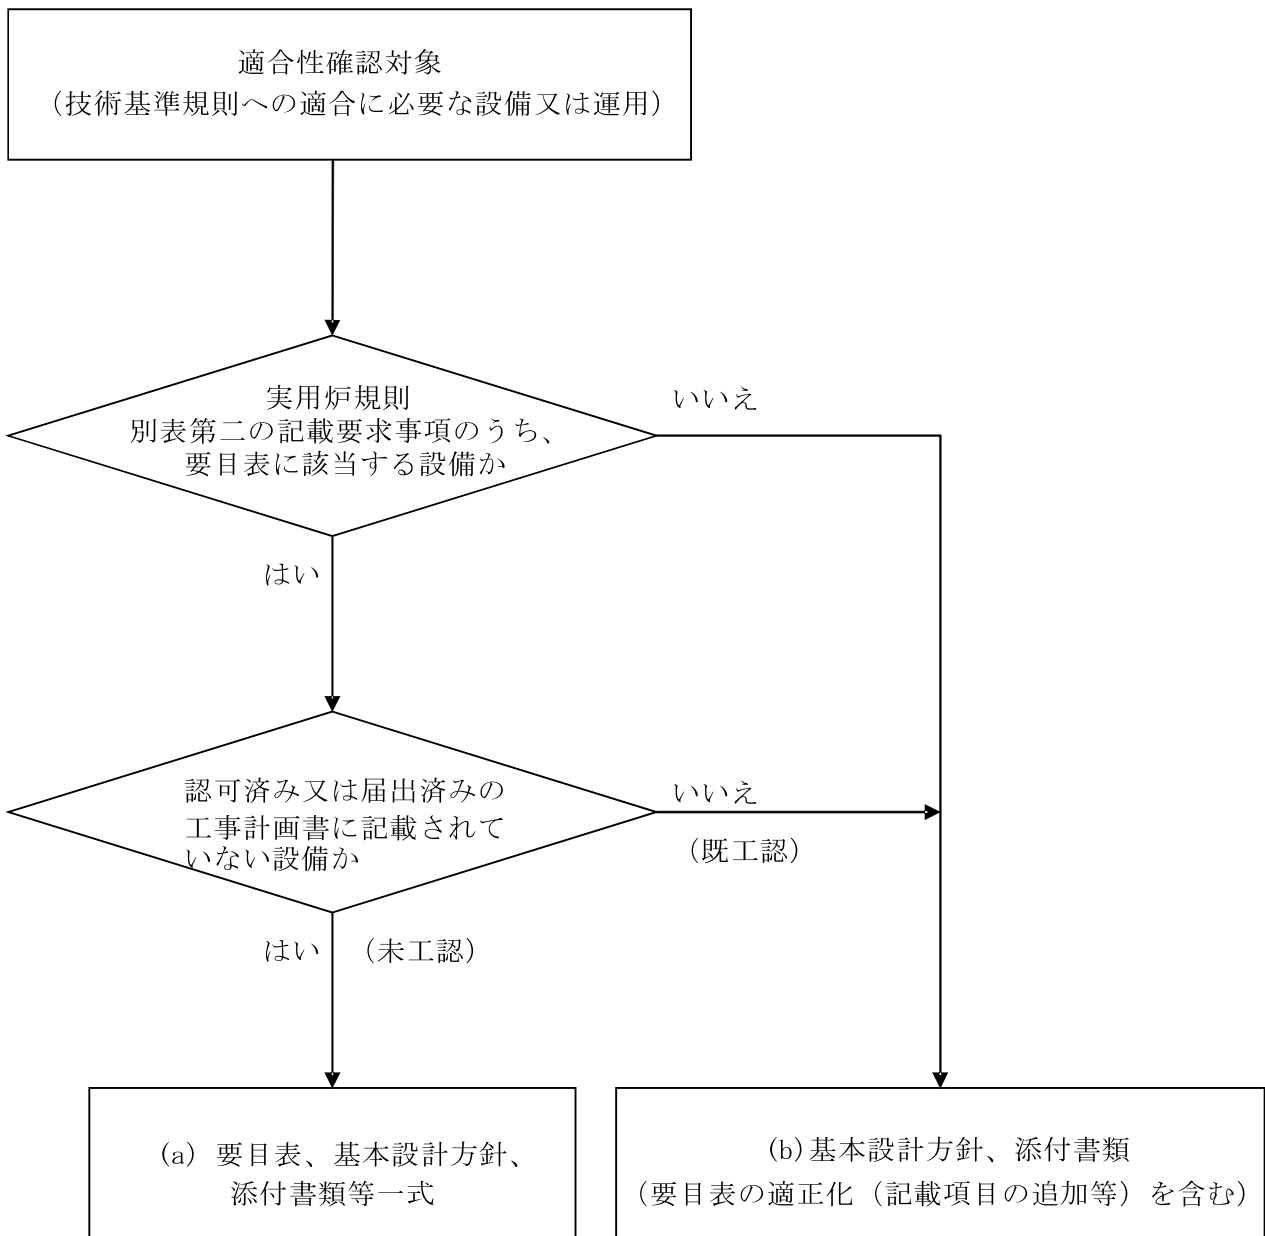 適合性確認対象
（技術基準規則への適合に必要な設備又は運用）
実用炉規則
別表第二の記載要求事項のうち、
要目表に該当する設備か
いいえ
はい
認可済み又は届出済みの
工事計画書に記載されて
いない設備か
いいえ
（既工認）
はい （未工認）
(a) 要目表、基本設計方針、
添付書類等一式
(b)基本設計方針、添付書類
（要目表の適正化（記載項目の追加等）を含む）